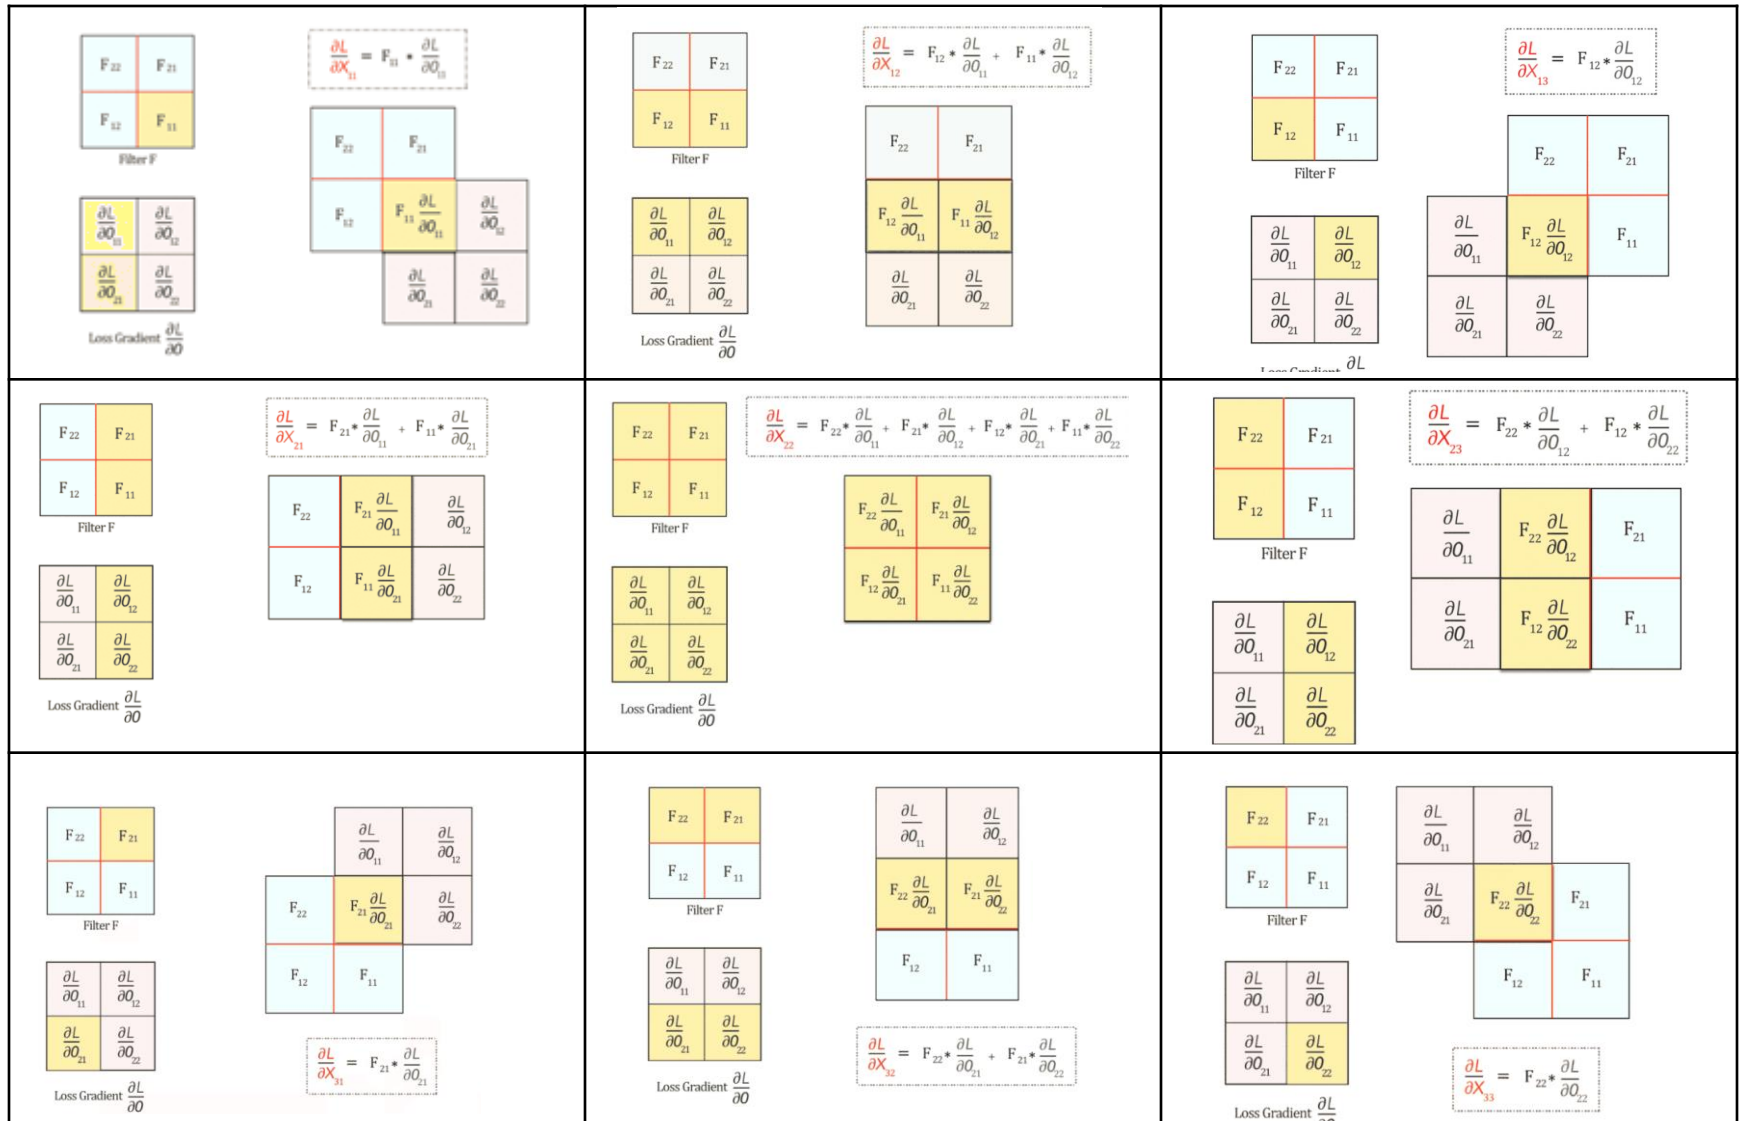 F₂₂ F₂₁
F₁₂ F₁₁
Filter F
∂L/∂O₁₁ ∂L/∂O₁₂
∂L/∂O₂₁ ∂L/∂O₂₂
Loss Gradient ∂L/∂O
∂L/∂X₁₁ = F₁₁ * ∂L/∂O₁₁
F₂₂ F₂₁
F₁₂ F₁₁ ∂L/∂O₁₁ ∂L/∂O₁₂
∂L/∂O₂₁ ∂L/∂O₂₂
F₂₂ F₂₁
F₁₂ F₁₁
Filter F
∂L/∂O₁₁ ∂L/∂O₁₂
∂L/∂O₂₁ ∂L/∂O₂₂
Loss Gradient ∂L/∂O
∂L/∂X₁₂ = F₁₂ * ∂L/∂O₁₁ + F₁₁ * ∂L/∂O₁₂
F₂₂ F₂₁
F₁₂ ∂L/∂O₁₁ F₁₁ ∂L/∂O₁₂
∂L/∂O₂₁ ∂L/∂O₂₂
F₂₂ F₂₁
F₁₂ F₁₁
Filter F
∂L/∂O₁₁ ∂L/∂O₁₂
∂L/∂O₂₁ ∂L/∂O₂₂
Loss Gradient ∂L
∂L/∂X₁₃ = F₁₂ * ∂L/∂O₁₂
F₂₂ F₂₁
∂L/∂O₁₁ F₁₂ ∂L/∂O₁₂ F₁₁
∂L/∂O₂₁ ∂L/∂O₂₂
F₂₂ F₂₁
F₁₂ F₁₁
Filter F
∂L/∂O₁₁ ∂L/∂O₁₂
∂L/∂O₂₁ ∂L/∂O₂₂
Loss Gradient ∂L/∂O
∂L/∂X₂₁ = F₂₁ * ∂L/∂O₁₁ + F₁₁ * ∂L/∂O₂₁
F₂₂ F₂₁ ∂L/∂O₁₁ ∂L/∂O₁₂
F₁₂ F₁₁ ∂L/∂O₂₁ ∂L/∂O₂₂
F₂₂ F₂₁
F₁₂ F₁₁
Filter F
∂L/∂O₁₁ ∂L/∂O₁₂
∂L/∂O₂₁ ∂L/∂O₂₂
Loss Gradient ∂L/∂O
∂L/∂X₂₂ = F₂₂ * ∂L/∂O₁₁ + F₂₁ * ∂L/∂O₁₂ + F₁₂ * ∂L/∂O₂₁ + F₁₁ * ∂L/∂O₂₂
F₂₂ ∂L/∂O₁₁ F₂₁ ∂L/∂O₁₂
F₁₂ ∂L/∂O₂₁ F₁₁ ∂L/∂O₂₂
F₂₂ F₂₁
F₁₂ F₁₁
Filter F
∂L/∂O₁₁ ∂L/∂O₁₂
∂L/∂O₂₁ ∂L/∂O₂₂
∂L/∂X₂₃ = F₂₂ * ∂L/∂O₁₂ + F₁₂ * ∂L/∂O₂₂
∂L/∂O₁₁ F₂₂ ∂L/∂O₁₂ F₂₁
∂L/∂O₂₁ F₁₂ ∂L/∂O₂₂ F₁₁
F₂₂ F₂₁
F₁₂ F₁₁
Filter F
∂L/∂O₁₁ ∂L/∂O₁₂
∂L/∂O₂₁ ∂L/∂O₂₂
Loss Gradient ∂L/∂O
∂L/∂O₁₁ ∂L/∂O₁₂
F₂₂ F₂₁ ∂L/∂O₂₁ ∂L/∂O₂₂
F₁₂ F₁₁
∂L/∂X₃₁ = F₂₁ * ∂L/∂O₂₁
F₂₂ F₂₁
F₁₂ F₁₁
Filter F
∂L/∂O₁₁ ∂L/∂O₁₂
∂L/∂O₂₁ ∂L/∂O₂₂
Loss Gradient ∂L/∂O
∂L/∂O₁₁ ∂L/∂O₁₂
F₂₂ ∂L/∂O₂₁ F₂₁ ∂L/∂O₂₂
F₁₂ F₁₁
∂L/∂X₃₂ = F₂₂ * ∂L/∂O₂₁ + F₂₁ * ∂L/∂O₂₂
F₂₂ F₂₁
F₁₂ F₁₁
Filter F
∂L/∂O₁₁ ∂L/∂O₁₂
∂L/∂O₂₁ ∂L/∂O₂₂
Loss Gradient ∂L/∂O
∂L/∂O₁₁ ∂L/∂O₁₂
∂L/∂O₂₁ F₂₂ ∂L/∂O₂₂ F₂₁
F₁₂ F₁₁
∂L/∂X₃₃ = F₂₂ * ∂L/∂O₂₂